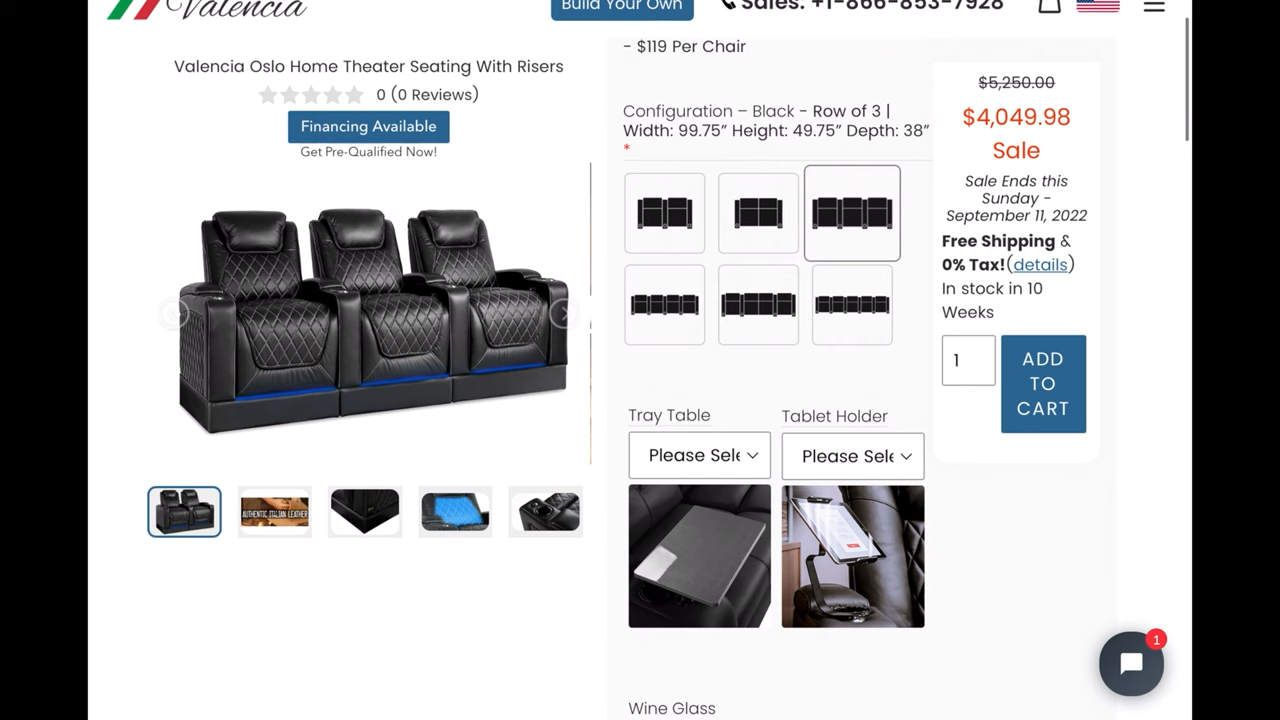 Valencia
Build Your Own
Sales: +1-866-853-7928
Valencia Oslo Home Theater Seating With Risers
0 (0 Reviews)
Financing Available
Get Pre-Qualified Now!
AUTHENTIC ITALIAN LEATHER
- $119 Per Chair
Configuration – Black - Row of 3 |
Width: 99.75” Height: 49.75” Depth: 38”
*
Tray Table
Tablet Holder
Please Sele
Please Sele
Wine Glass
$5,250.00
$4,049.98
Sale
Sale Ends this
Sunday -
September 11, 2022
Free Shipping &
0% Tax!(details)
In stock in 10
Weeks
1
ADD
TO
CART
1